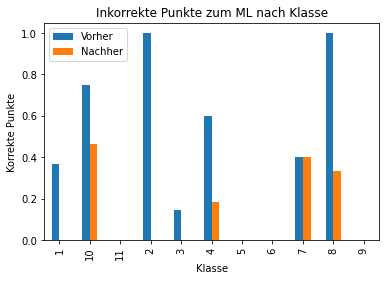 Inkorrekte Punkte zum ML nach Klasse
Vorher
Nachher
1.0
0.8
0.6
0.4
0.2
0.0
Korrekte Punkte
1 10 11 2 3 4 5 6 7 8 9
Klasse